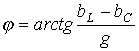 φ = arctg (b_L − b_C) / g